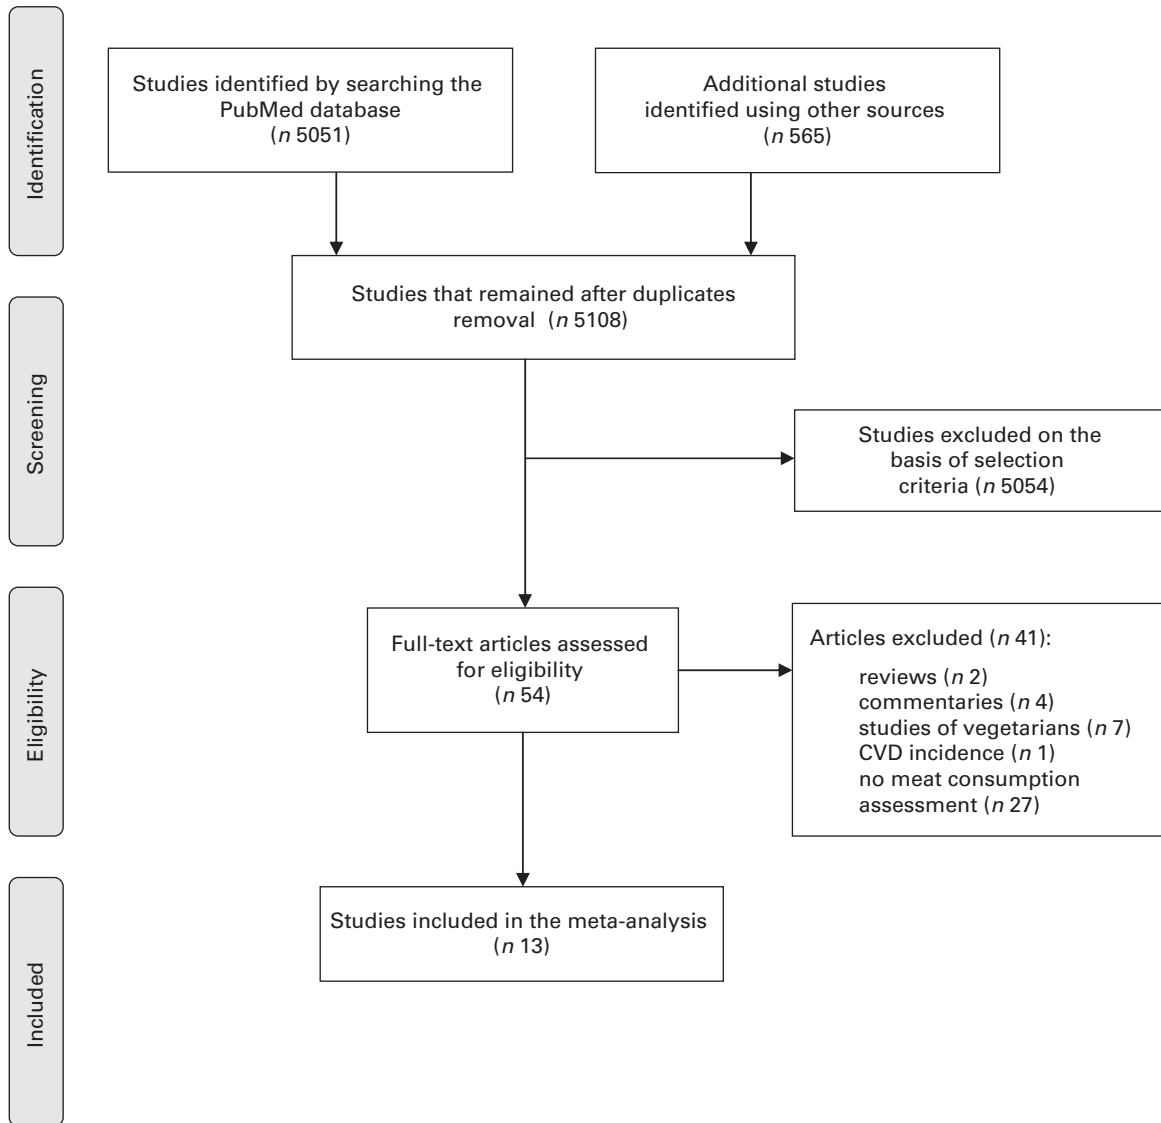 Identification
Studies identified by searching the
PubMed database
(n 5051)
Additional studies
identified using other sources
(n 565)
Studies that remained after duplicates
removal (n 5108)
Screening
Studies excluded on the
basis of selection
criteria (n 5054)
Eligibility
Full-text articles assessed
for eligibility
(n 54)
Articles excluded (n 41):
reviews (n 2)
commentaries (n 4)
studies of vegetarians (n 7)
CVD incidence (n 1)
no meat consumption
assessment (n 27)
Included
Studies included in the meta-analysis
(n 13)